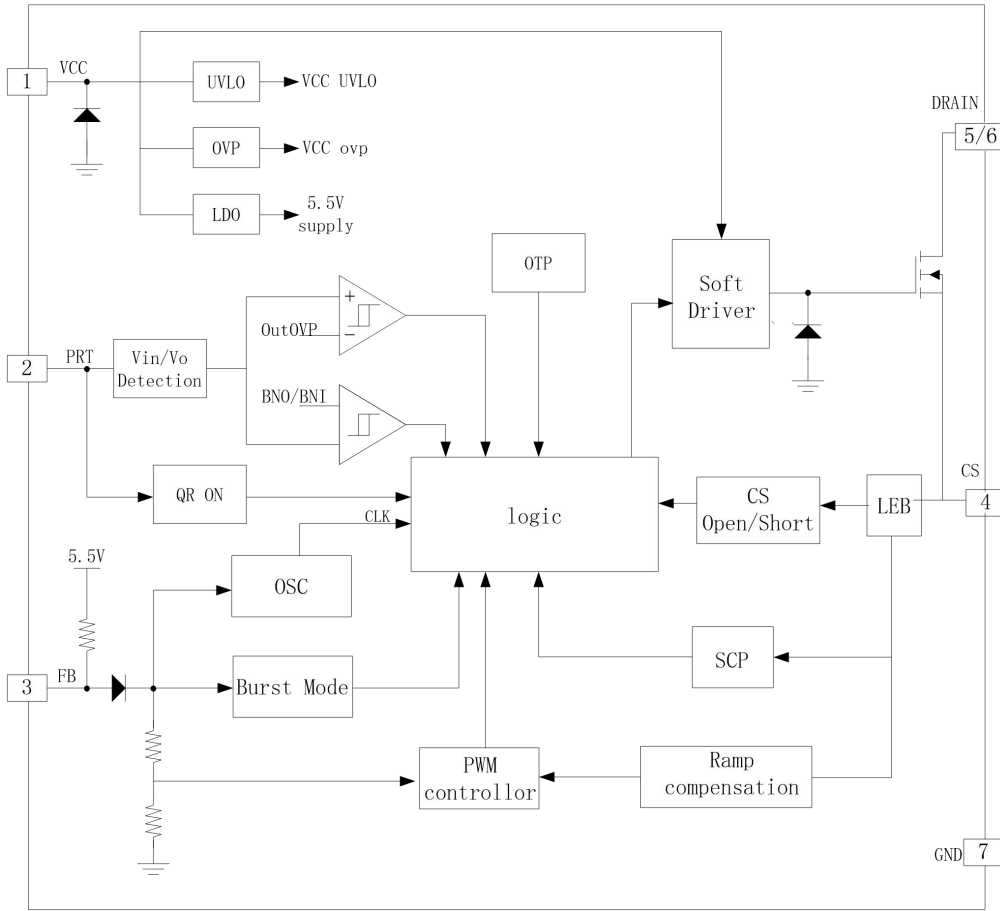 VCC
1
UVLO
VCC UVLO
DRAIN
5/6
OVP
VCC ovp
LDO
5.5V
supply
OTP
Soft
Driver
+
OutOVP
−
2
PRT
Vin/Vo
Detection
BNO/BNI
QR ON
CLK
logic
CS
Open/Short
LEB
CS
4
5.5V
OSC
3
FB
Burst Mode
SCP
PWM
controllor
Ramp
compensation
GND
7